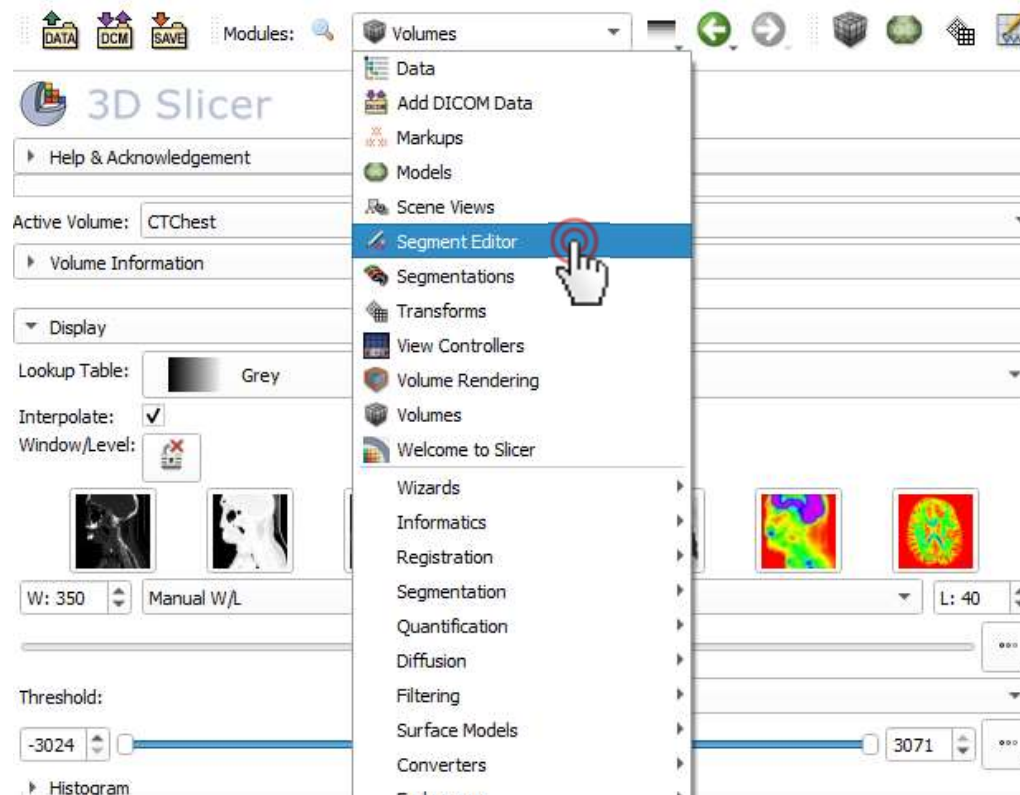 DATA DCM SAVE Modules: Volumes
Data
3D Slicer
Add DICOM Data
Markups
Help & Acknowledgement
Models
Scene Views
Active Volume: CTChest
Segment Editor
Volume Information
Segmentations
Transforms
Display
View Controllers
Lookup Table: Grey
Volume Rendering
Interpolate:
Volumes
Window/Level:
Welcome to Slicer
Wizards
Informatics
Registration
Segmentation
W: 350 Manual W/L L: 40
Quantification
Diffusion
Threshold:
Filtering
Surface Models
-3024 3071
Converters
Histogram